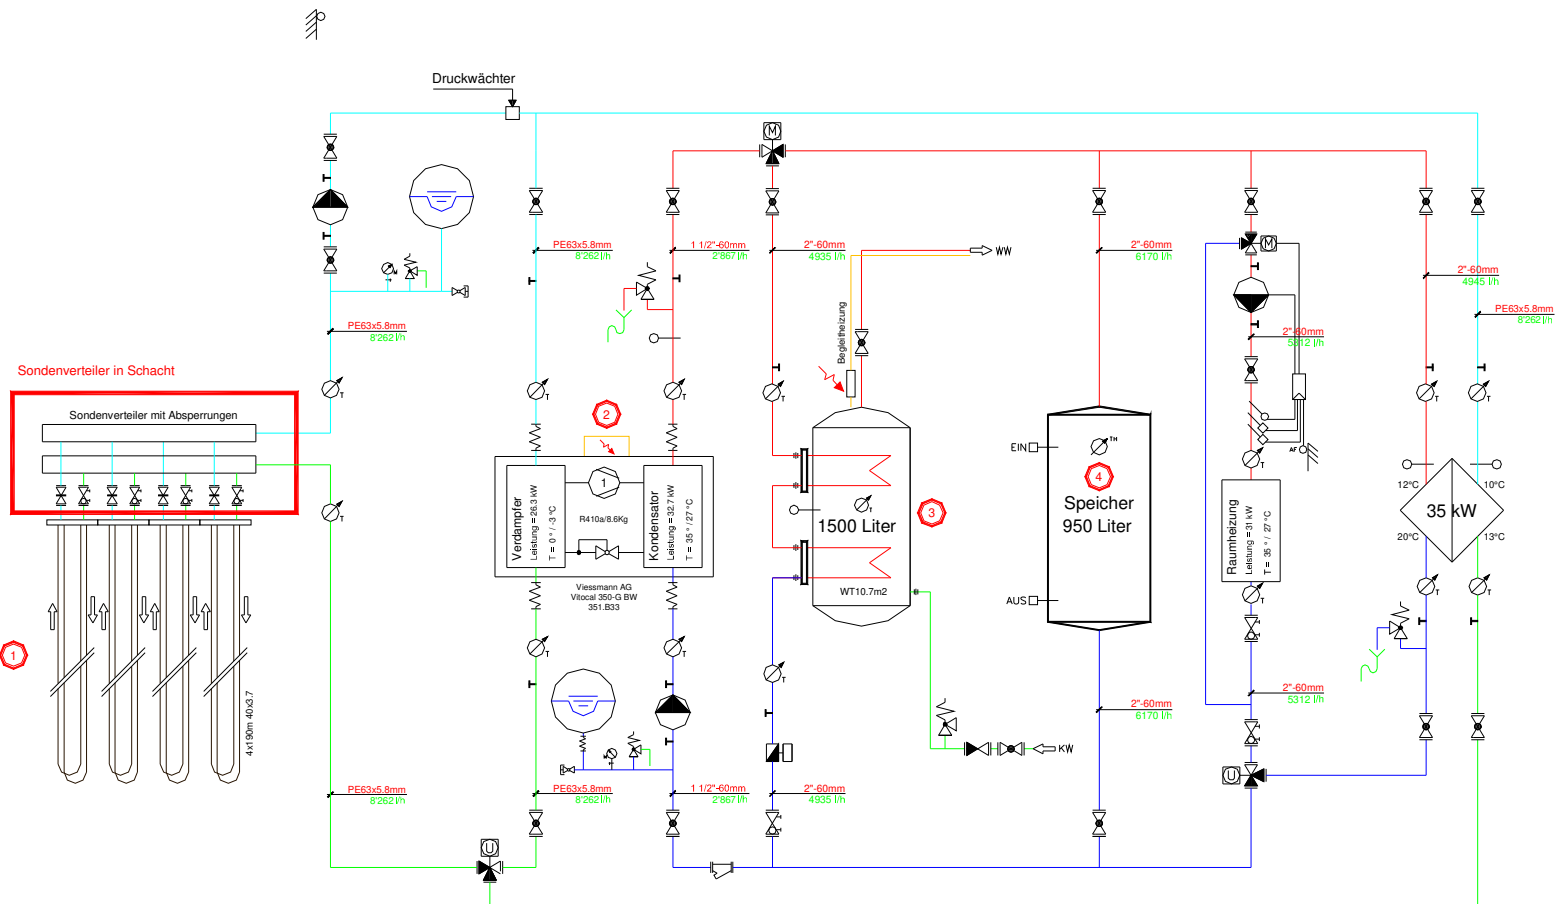 Druckwächter
M
PE63x5.8mm
8'262 l/h
1 1/2"-60mm
2'867 l/h
2"-60mm
4935 l/h
WW
2"-60mm
6170 l/h
M
2"-60mm
4945 l/h
PE63x5.8mm
8'262 l/h
PE63x5.8mm
8'262 l/h
2"-60mm
5312 l/h
Begleitheizung
Sondenverteiler in Schacht
Sondenverteiler mit Absperrungen
T
T
T
T
T
T
T
2
1
R410a/8.6Kg
Verdampfer
Leistung = 26.3 kW
T = 0 ° / -3 °C
Kondensator
Leistung = 32.7 kW
T = 35 ° / 27 °C
Viessmann AG
Vitocal 350-G BW
351.B33
T
1500 Liter
WT10.7m2
3
EIN
TH
4
Speicher
950 Liter
AUS
AF
T
Raumheizung
Leistung = 31 kW
T = 35 ° / 27 °C
12°C
10°C
35 kW
20°C
13°C
T
T
T
T
T
T
1
4x190m 40x3.7
2"-60mm
5312 l/h
2"-60mm
6170 l/h
KW
U
PE63x5.8mm
8'262 l/h
PE63x5.8mm
8'262 l/h
1 1/2"-60mm
2'867 l/h
2"-60mm
4935 l/h
U